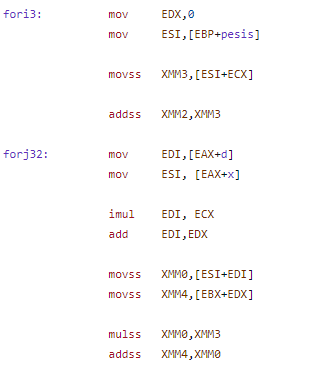 fori3: mov EDX,0
mov ESI,[EBP+pesis]
movss XMM3,[ESI+ECX]
addss XMM2,XMM3
forj32: mov EDI,[EAX+d]
mov ESI, [EAX+x]
imul EDI, ECX
add EDI,EDX
movss XMM0,[ESI+EDI]
movss XMM4,[EBX+EDX]
mulss XMM0,XMM3
addss XMM4,XMM0